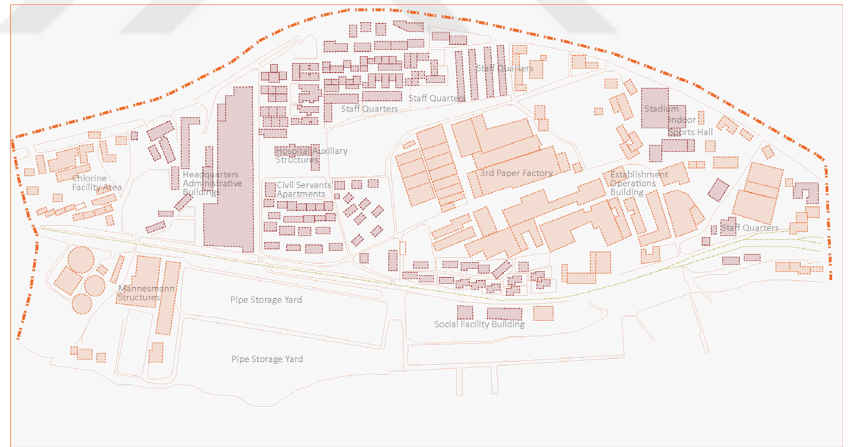 Staff Quarters
Staff Quarters
Staff Quarters
Stadium
Indoor
Sports Hall
Hospital Auxiliary
Structures
Chlorine
Facility Area
Headquarters
Administrative
Buildings
Civil Servants
Apartments
3rd Paper Factory
Establishment
Operations
Building
Staff Quarters
Mannesmann
Structures
Pipe Storage Yard
Social Facility Building
Pipe Storage Yard